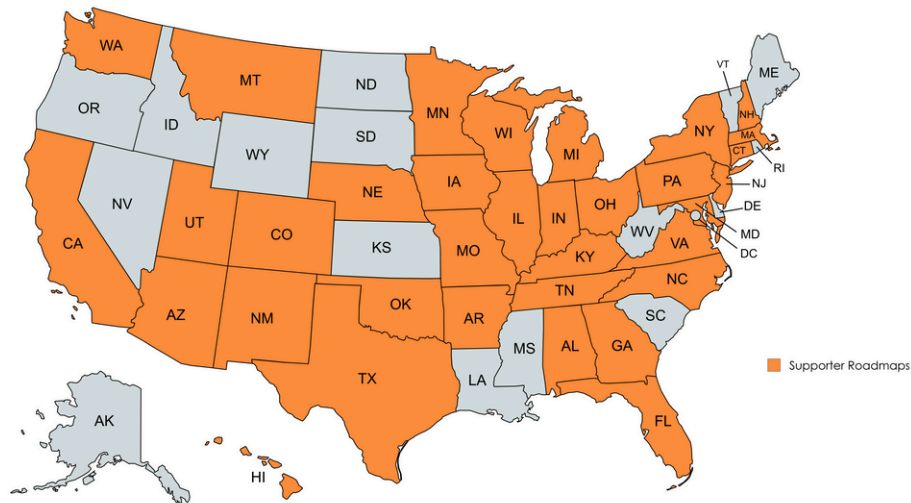 WA
MT
ND
MN
VT
ME
OR
ID
SD
WI
MI
NY
NH
MA
CT
RI
WY
NE
IA
PA
NJ
NV
UT
CO
IL
IN
OH
WV
DE
MD
DC
CA
KS
MO
KY
VA
AZ
NM
OK
AR
TN
NC
SC
TX
LA
MS
AL
GA
Supporter Roadmaps
FL
AK
HI